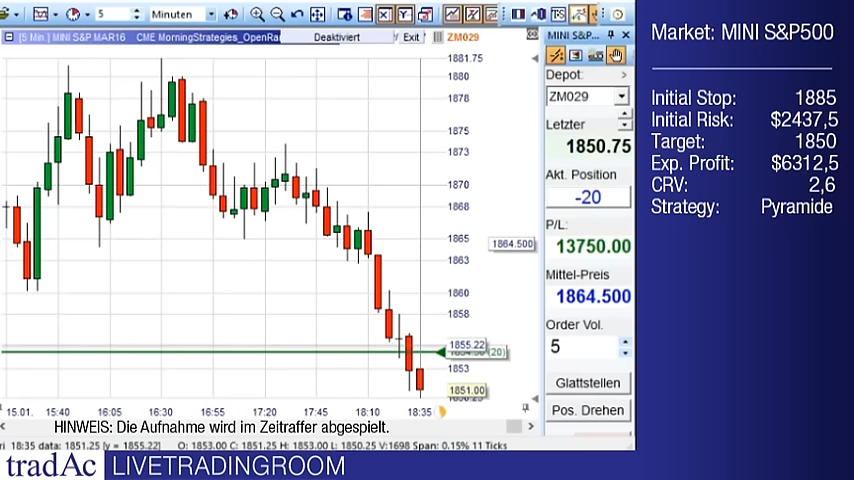 5 Minuten
[5 Min.] MINI S&P MAR16 CME MorningStrategies_OpenRa Deaktiviert Exit ZM029
1881.75
1880
1878
1875
1873
1870
1868
1865
1863
1860
1858
1855.22
1853
1851.00
1864.500
15.01. 15:40 16:05 16:30 16:55 17:20 17:45 18:10 18:35
HINWEIS: Die Aufnahme wird im Zeitraffer abgespielt.
18:35 data: 1851.25 [y = 1855.22] O: 1853.00 C: 1851.25 H: 1853.00 L: 1850.25 V:1698 Span: 0.15% 11 Ticks
MINI S&P...
Depot:
ZM029
Letzter
1850.75
Akt. Position
-20
P/L:
13750.00
Mittel-Preis
1864.500
Order Vol.
5
Glattstellen
Pos. Drehen
Market: MINI S&P500
Initial Stop: 1885
Initial Risk: $2437,5
Target: 1850
Exp. Profit: $6312,5
CRV: 2,6
Strategy: Pyramide
tradAc LIVETRADINGROOM